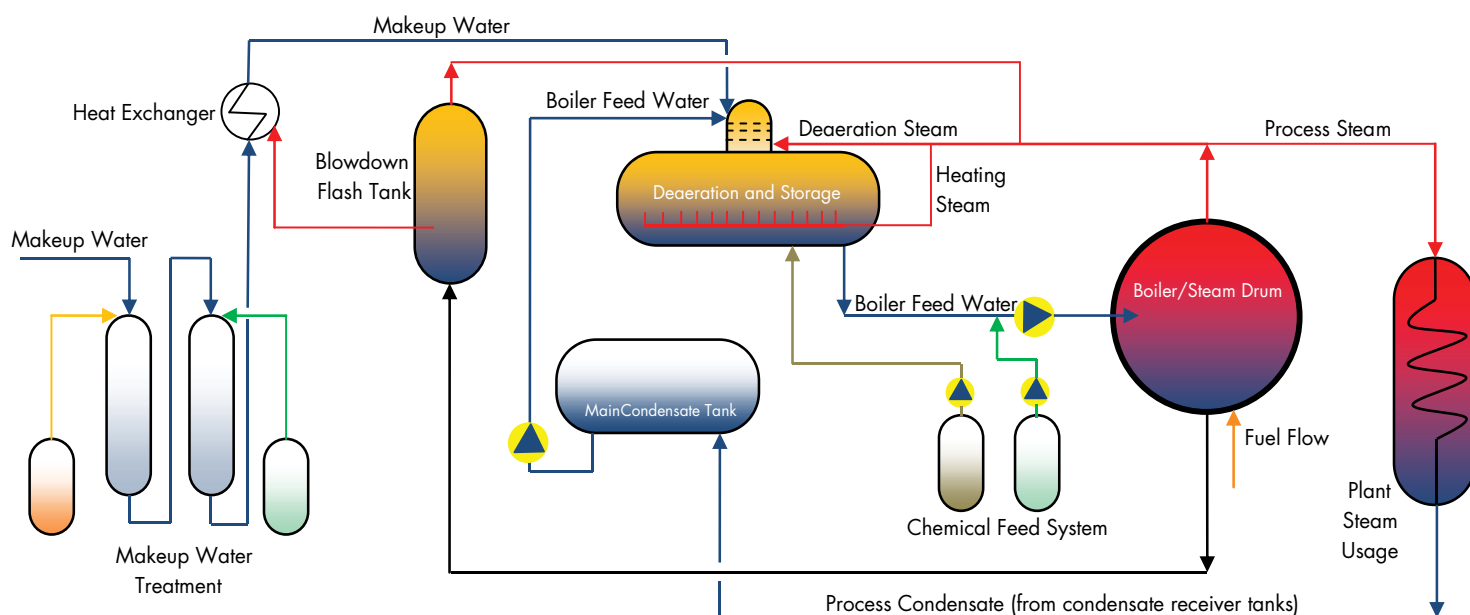 Makeup Water
Heat Exchanger
Boiler Feed Water
Deaeration Steam
Process Steam
Blowdown
Flash Tank
Deaeration and Storage
Heating
Steam
Makeup Water
Boiler Feed Water
Boiler/Steam Drum
MainCondensate Tank
Fuel Flow
Chemical Feed System
Plant
Steam
Usage
Makeup Water
Treatment
Process Condensate (from condensate receiver tanks)